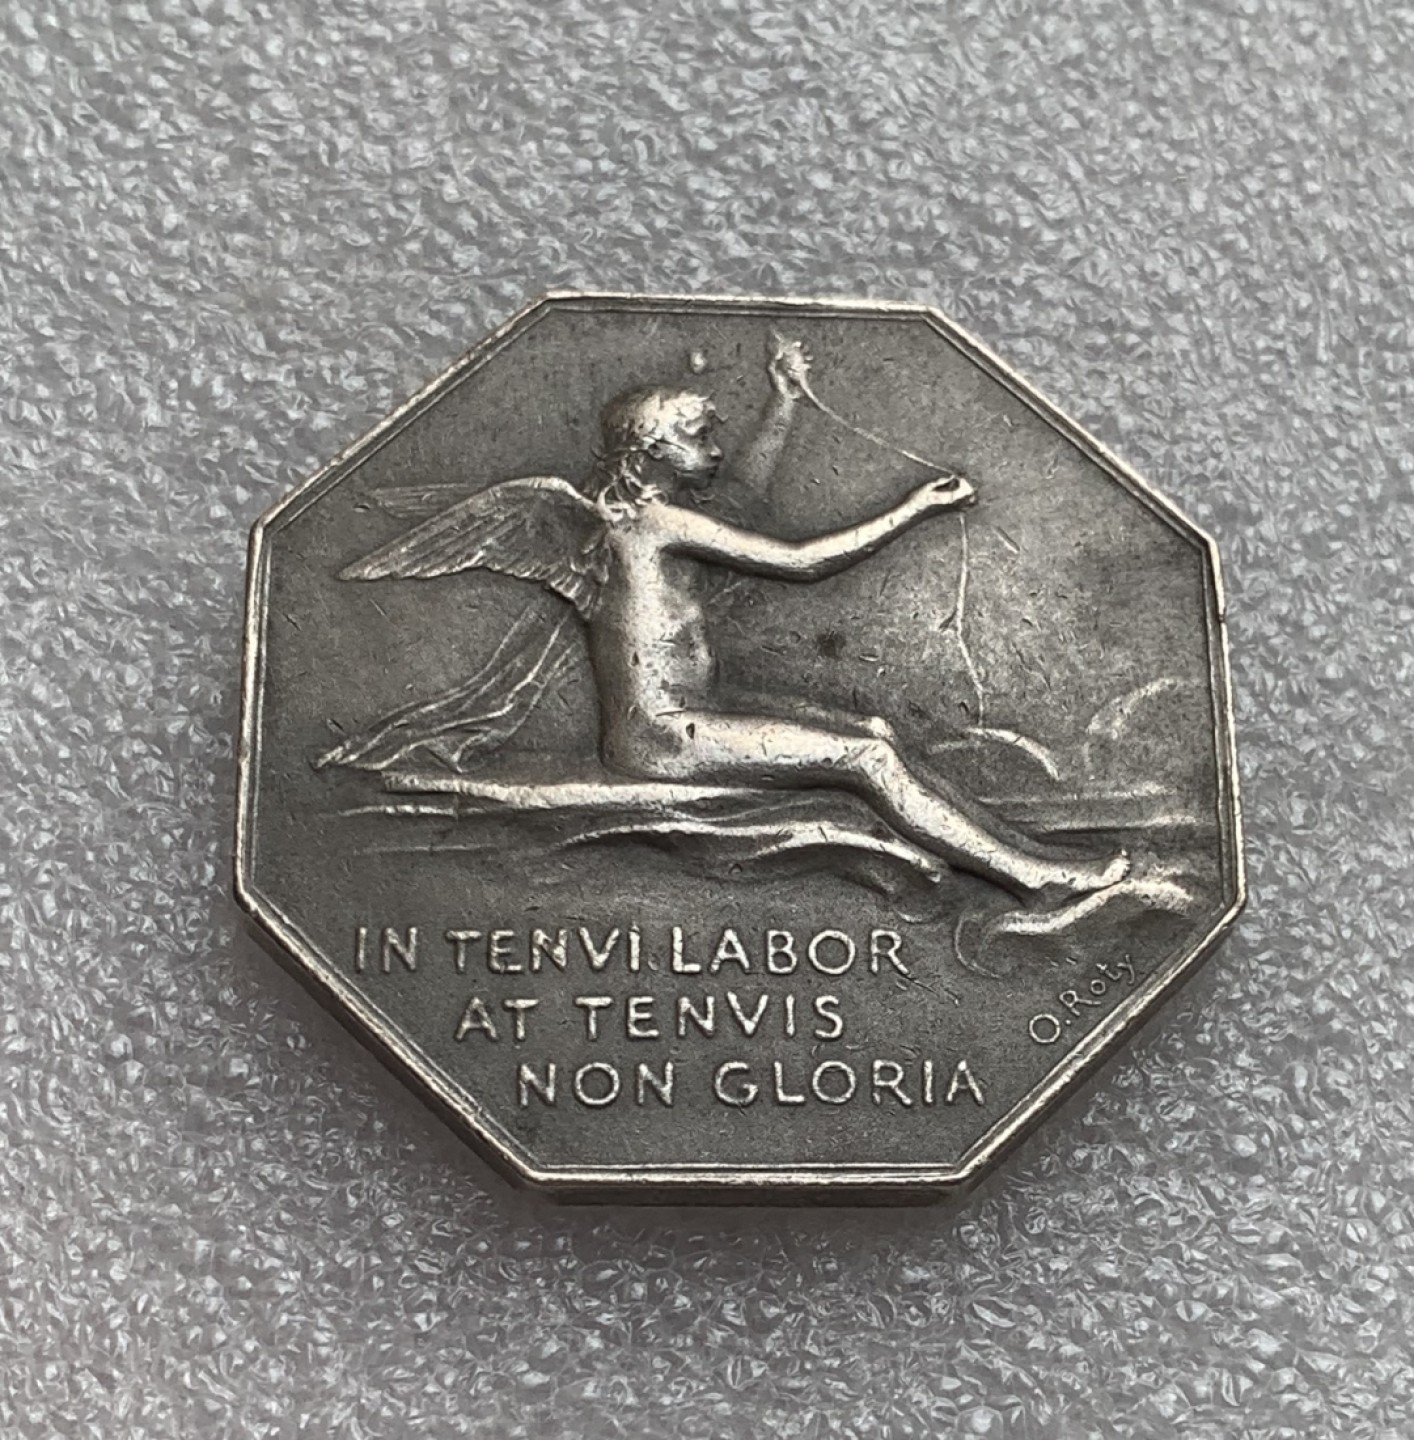 IN TENVI LABOR
AT TENVIS
NON GLORIA
O. Roty